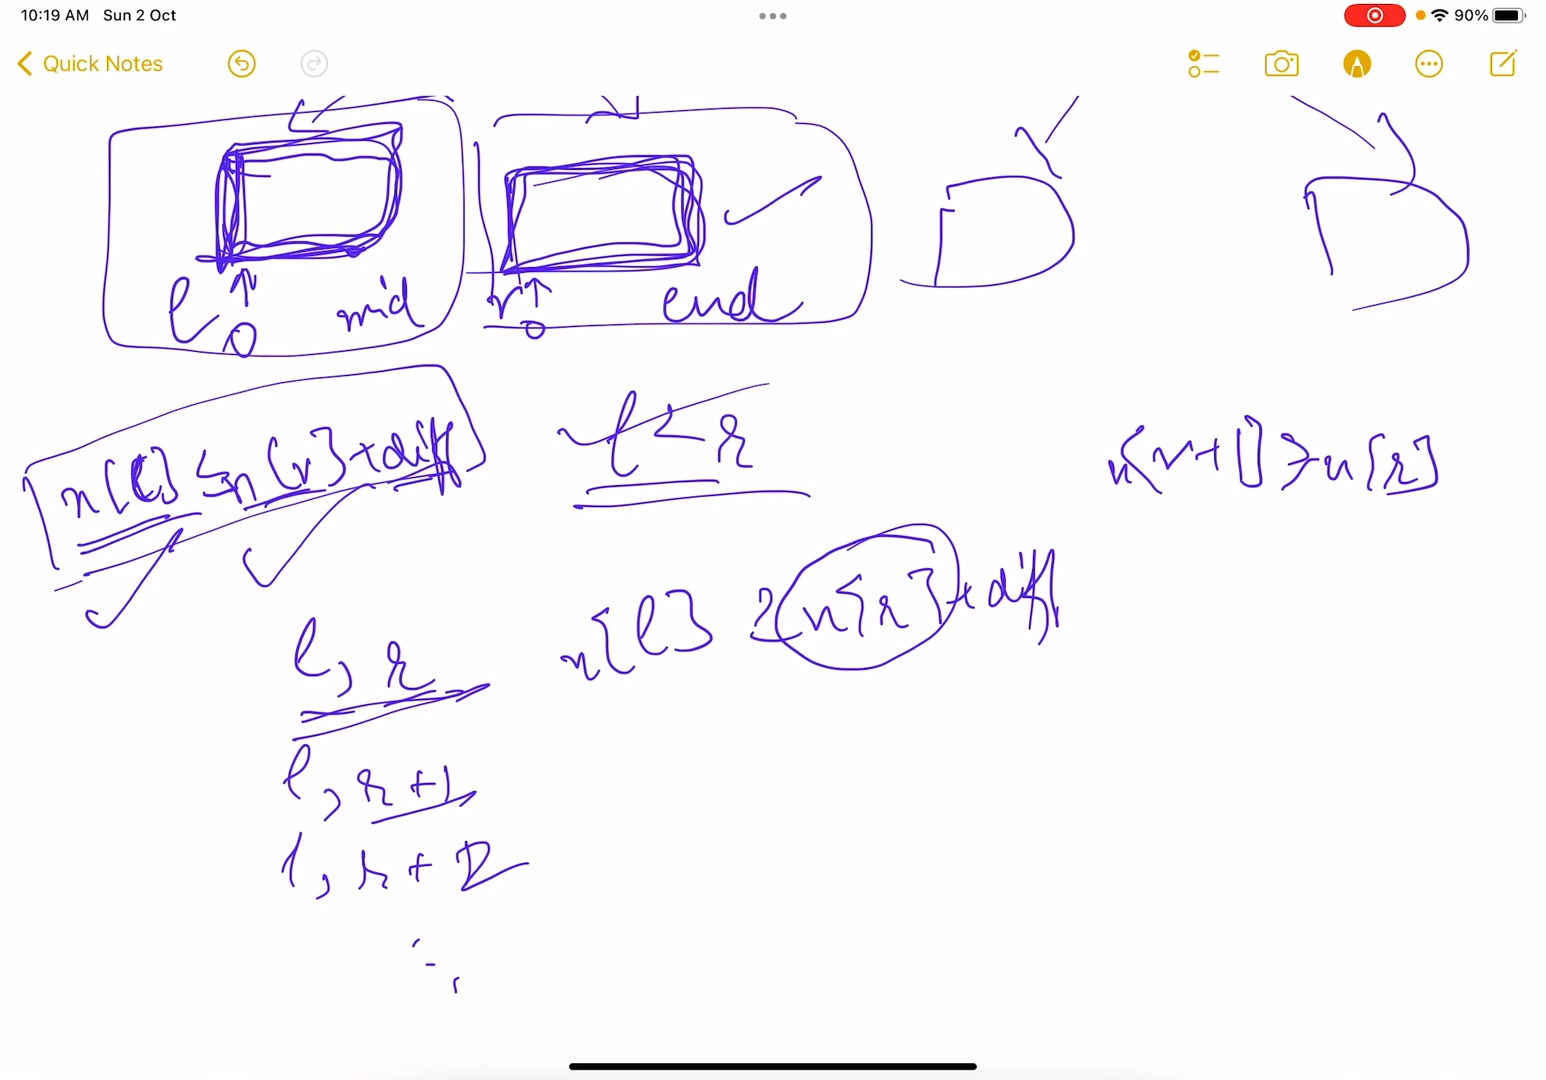 10:19 AM Sun 2 Oct
90%
Quick Notes
l mid r end
0 0
n[l] ≤ n[r] + diff
l < r
n[r+1] ≥ n[r]
l, r
n[l] ≤ n[r] + diff
l, r+1
l, r+2